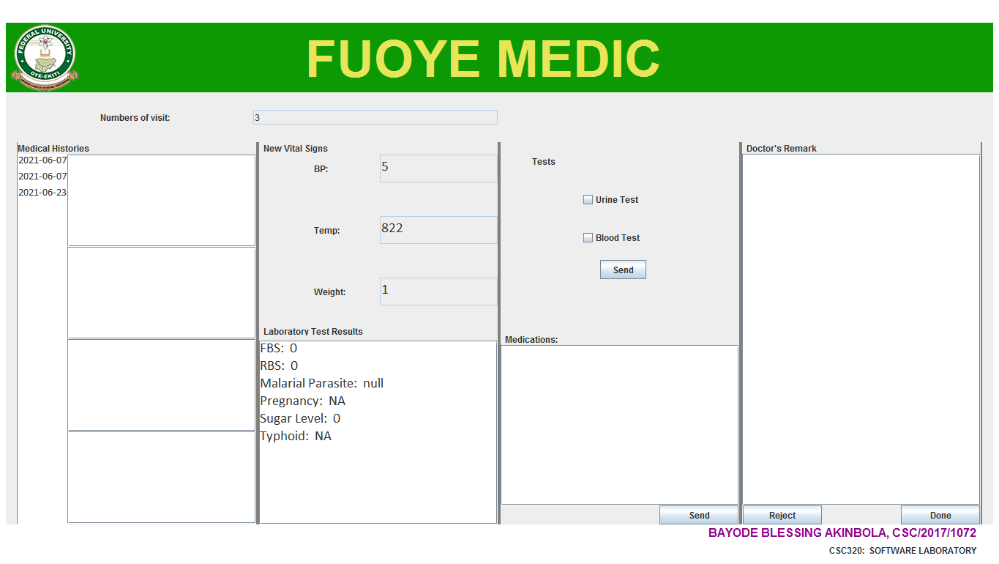 FEDERAL UNIVERSITY
OYE-EKITI
FUOYE MEDIC
Numbers of visit: 3
Medical Histories
2021-06-07
2021-06-07
2021-06-23
New Vital Signs
BP: 5
Temp: 822
Weight: 1
Laboratory Test Results
FBS: 0
RBS: 0
Malarial Parasite: null
Pregnancy: NA
Sugar Level: 0
Typhoid: NA
Tests
Urine Test
Blood Test
Send
Medications:
Send
Doctor's Remark
Reject
Done
BAYODE BLESSING AKINBOLA, CSC/2017/1072
CSC320: SOFTWARE LABORATORY